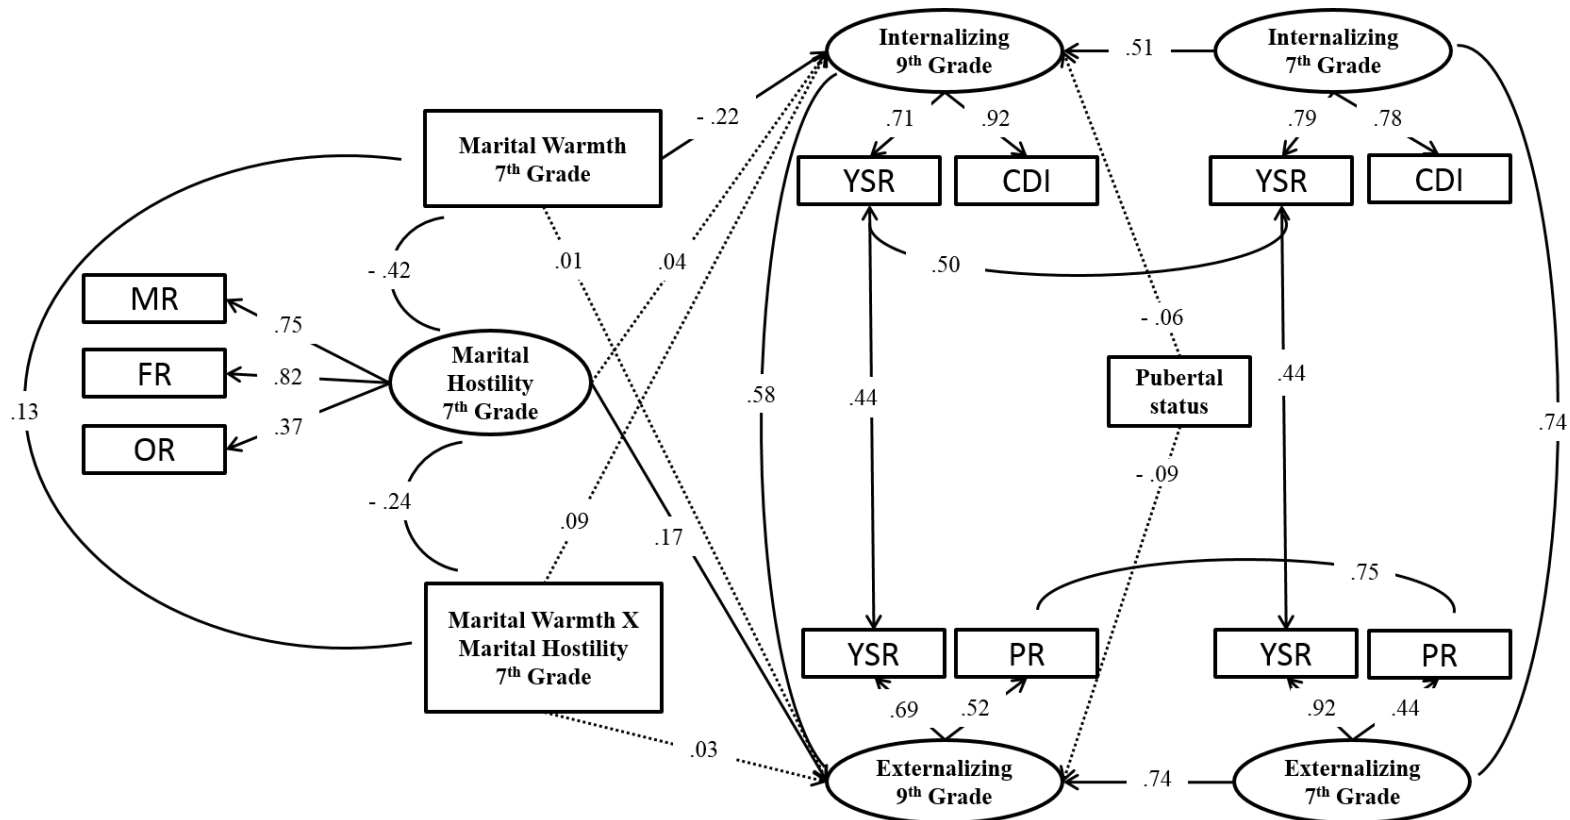 Internalizing
9th Grade
.51
Internalizing
7th Grade
- .22
.71
.92
.79
.78
Marital Warmth
7th Grade
YSR
CDI
YSR
CDI
- .42
.01
.04
.50
MR
.75
- .06
FR
.82
Marital
Hostility
7th Grade
Pubertal
status
.44
.13
.37
.58
.44
.74
OR
- .24
- .09
.09
.17
.75
Marital Warmth X
Marital Hostility
7th Grade
YSR
PR
YSR
PR
.69
.52
.92
.44
.03
Externalizing
9th Grade
.74
Externalizing
7th Grade